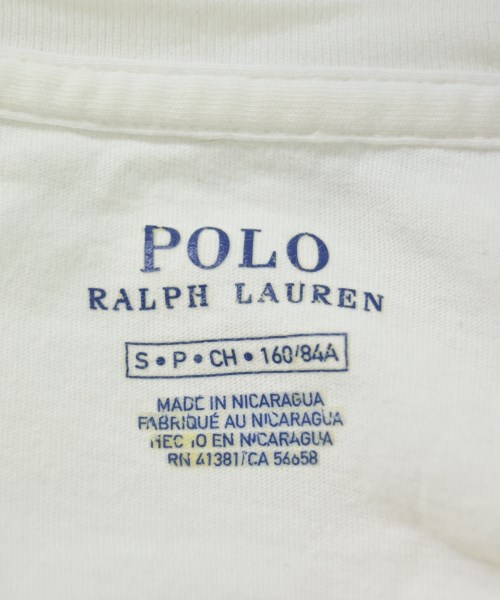 POLO
RALPH LAUREN
S • P • CH • 160/84A
MADE IN NICARAGUA
FABRIQUÉ AU NICARAGUA
HECHO EN NICARAGUA
RN 41381/CA 56658